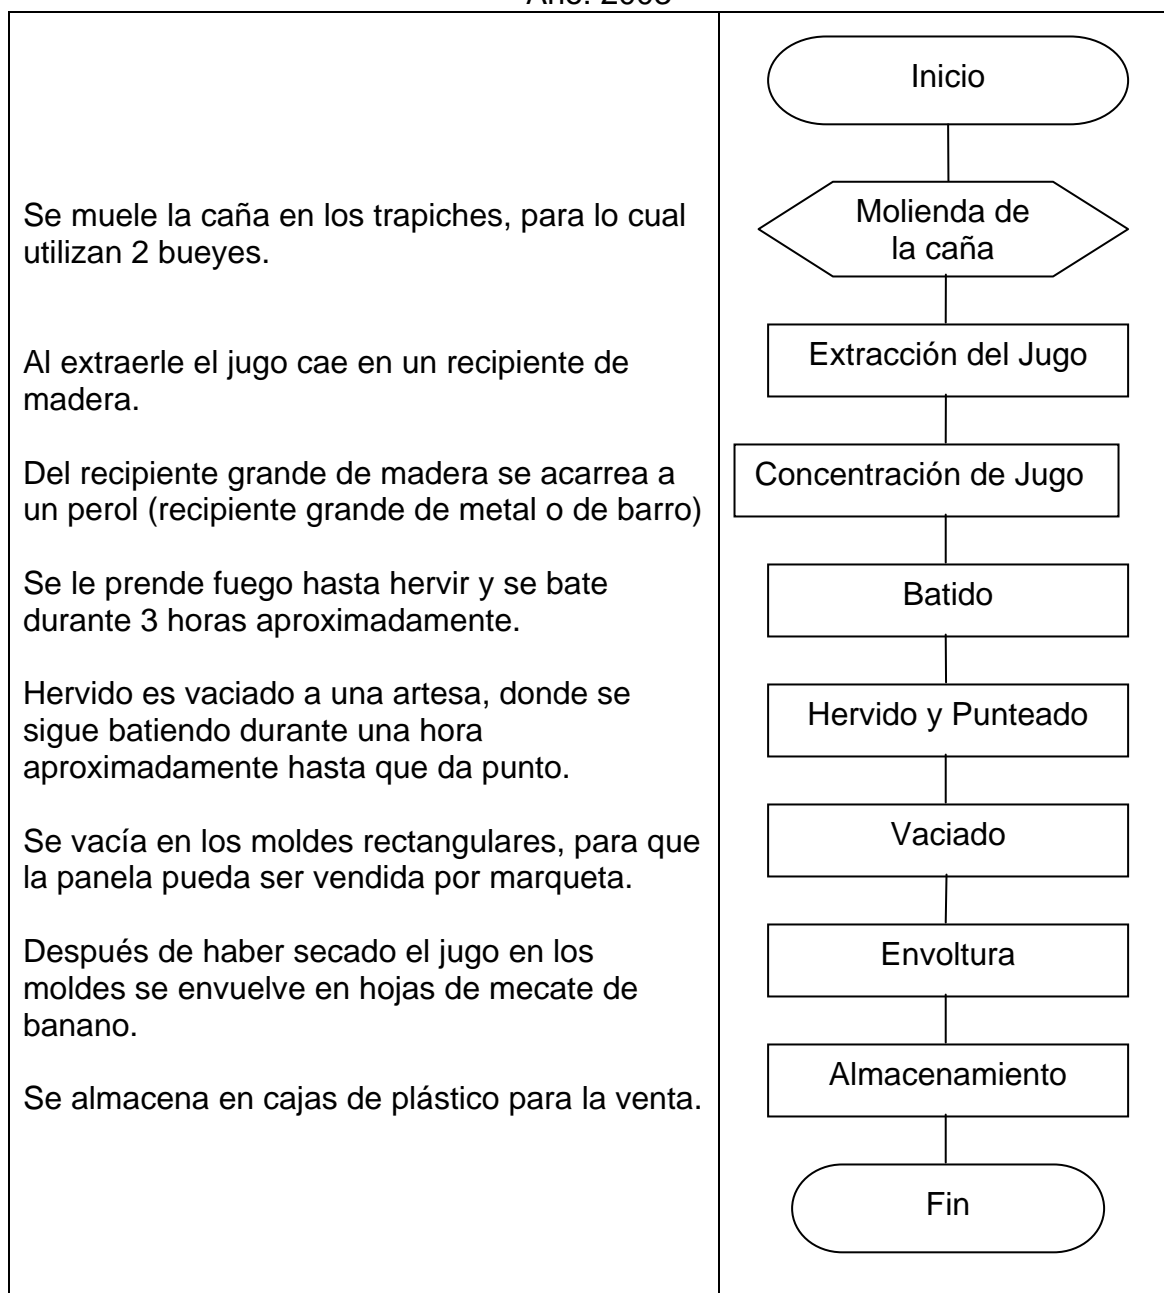 Inicio
Se muele la caña en los trapiches, para lo cual
utilizan 2 bueyes.
Molienda de
la caña
Al extraerle el jugo cae en un recipiente de
madera.
Extracción del Jugo
Del recipiente grande de madera se acarrea a
un perol (recipiente grande de metal o de barro)
Concentración de Jugo
Se le prende fuego hasta hervir y se bate
durante 3 horas aproximadamente.
Batido
Hervido es vaciado a una artesa, donde se
sigue batiendo durante una hora
aproximadamente hasta que da punto.
Hervido y Punteado
Se vacía en los moldes rectangulares, para que
la panela pueda ser vendida por marqueta.
Vaciado
Después de haber secado el jugo en los
moldes se envuelve en hojas de mecate de
banano.
Envoltura
Se almacena en cajas de plástico para la venta.
Almacenamiento
Fin